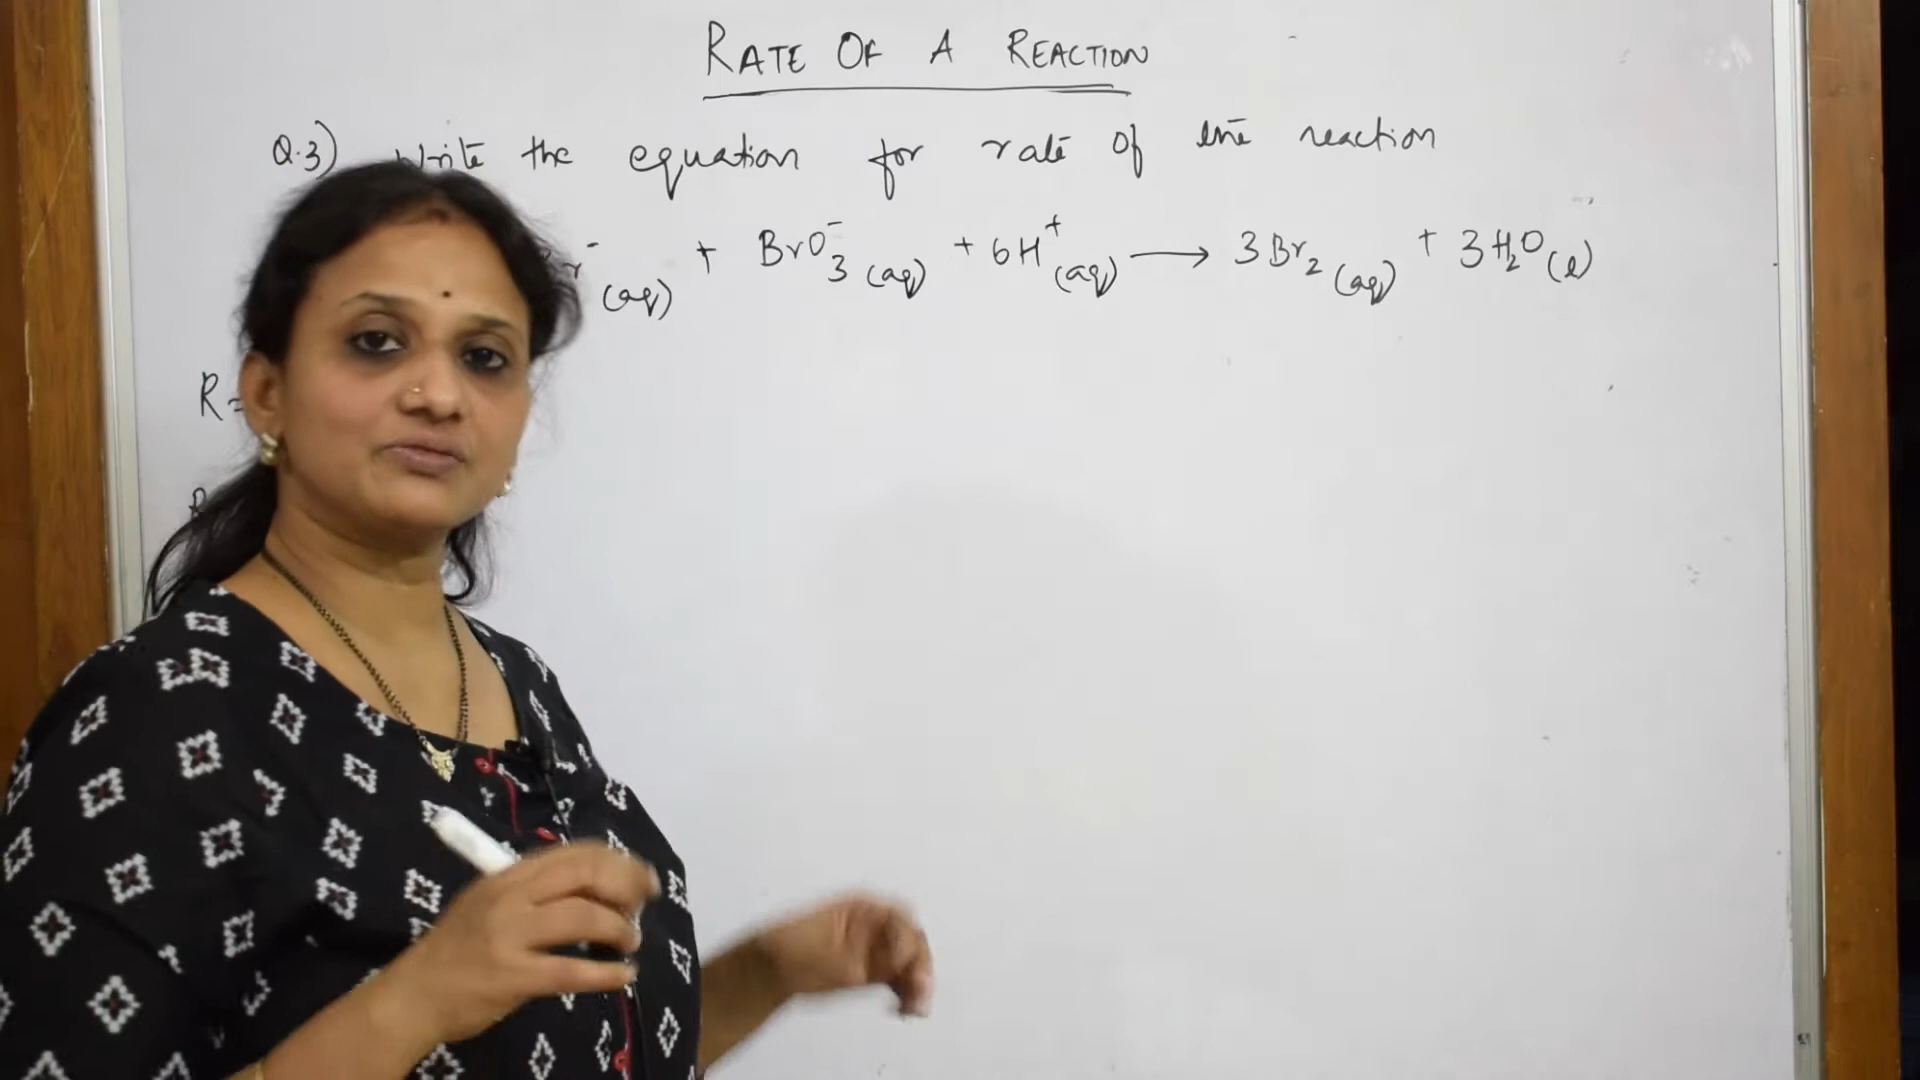 RATE OF A REACTION
Q.3) Write the equation for rate of the reaction
r⁻(aq) + BrO₃⁻(aq) + 6H⁺(aq) ⟶ 3Br₂(aq) + 3H₂O(l)
R=
R